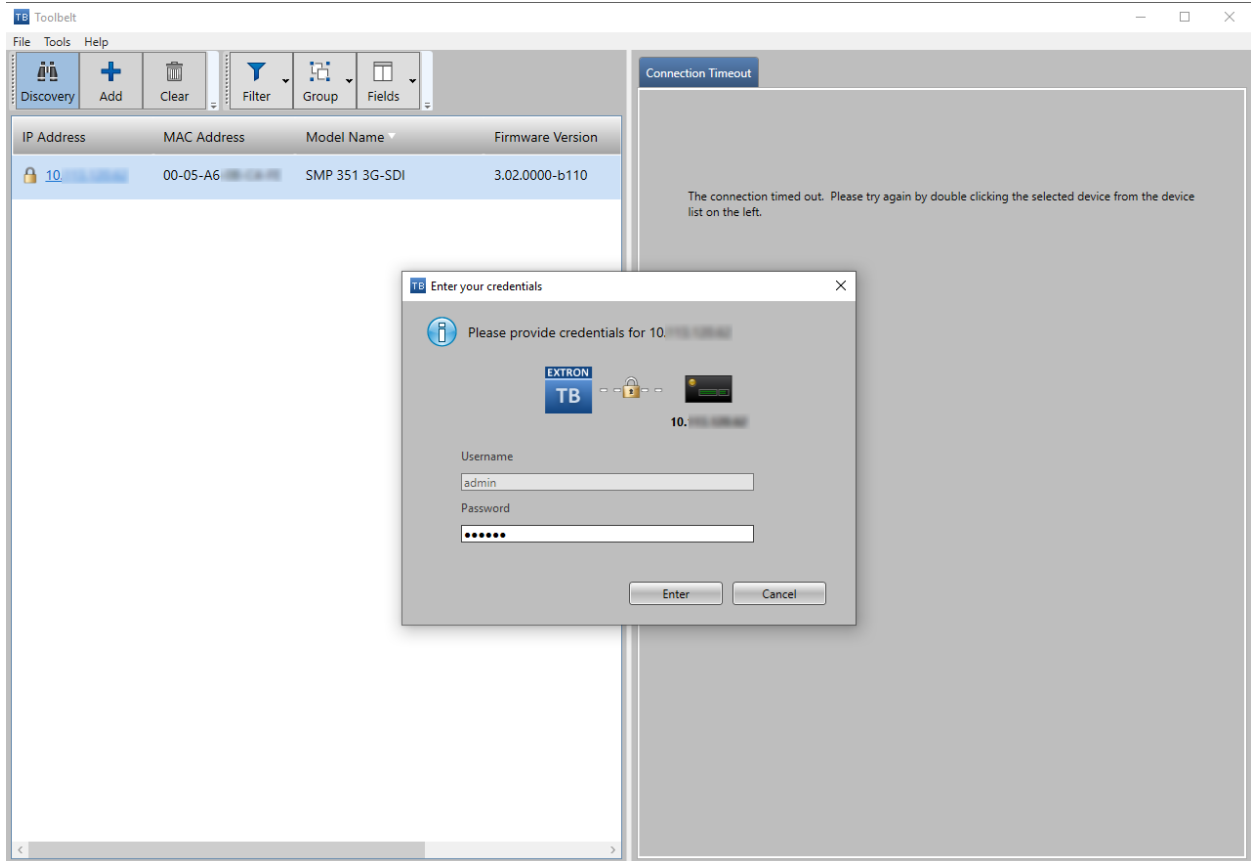 TB Toolbelt
File Tools Help
Discovery Add Clear Filter Group Fields
Connection Timeout
IP Address MAC Address Model Name Firmware Version
10. 00-05-A6 SMP 351 3G-SDI 3.02.0000-b110
The connection timed out. Please try again by double clicking the selected device from the device
list on the left.
TB Enter your credentials
Please provide credentials for 10.
EXTRON
TB
10.
Username
admin
Password
••••••
Enter Cancel